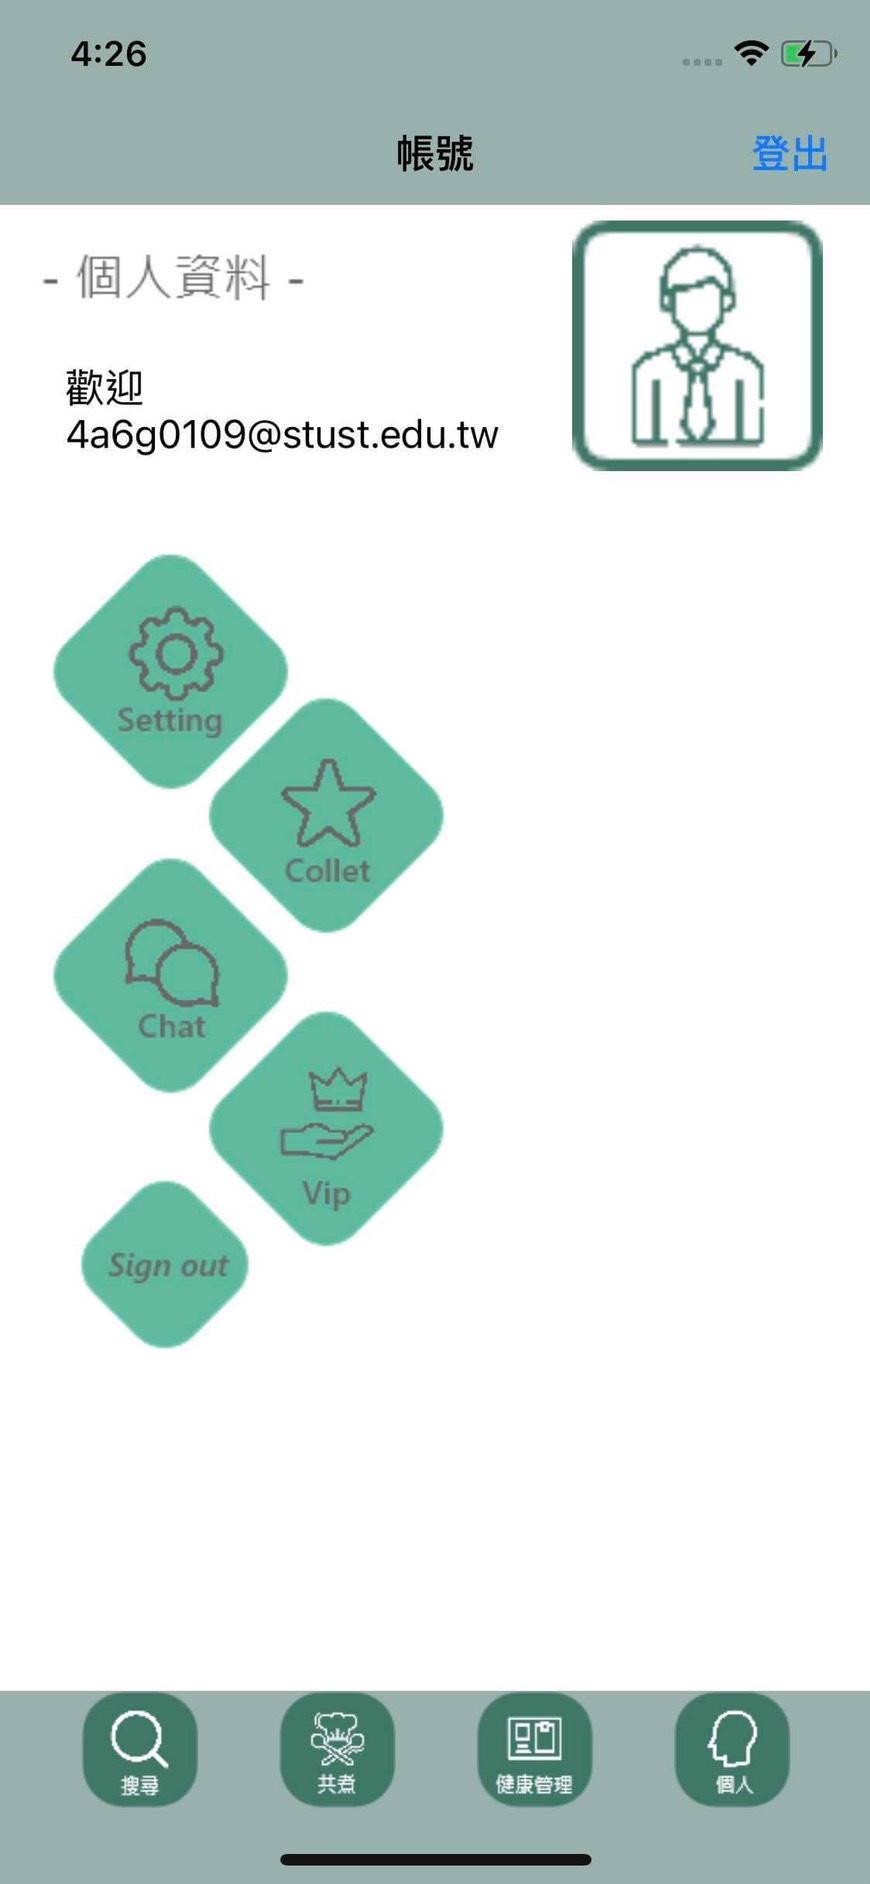 4:26
帳號
登出
- 個人資料 -
歡迎
4a6g0109@stust.edu.tw
Setting
Collet
Chat
Vip
Sign out
搜尋
共煮
健康管理
個人